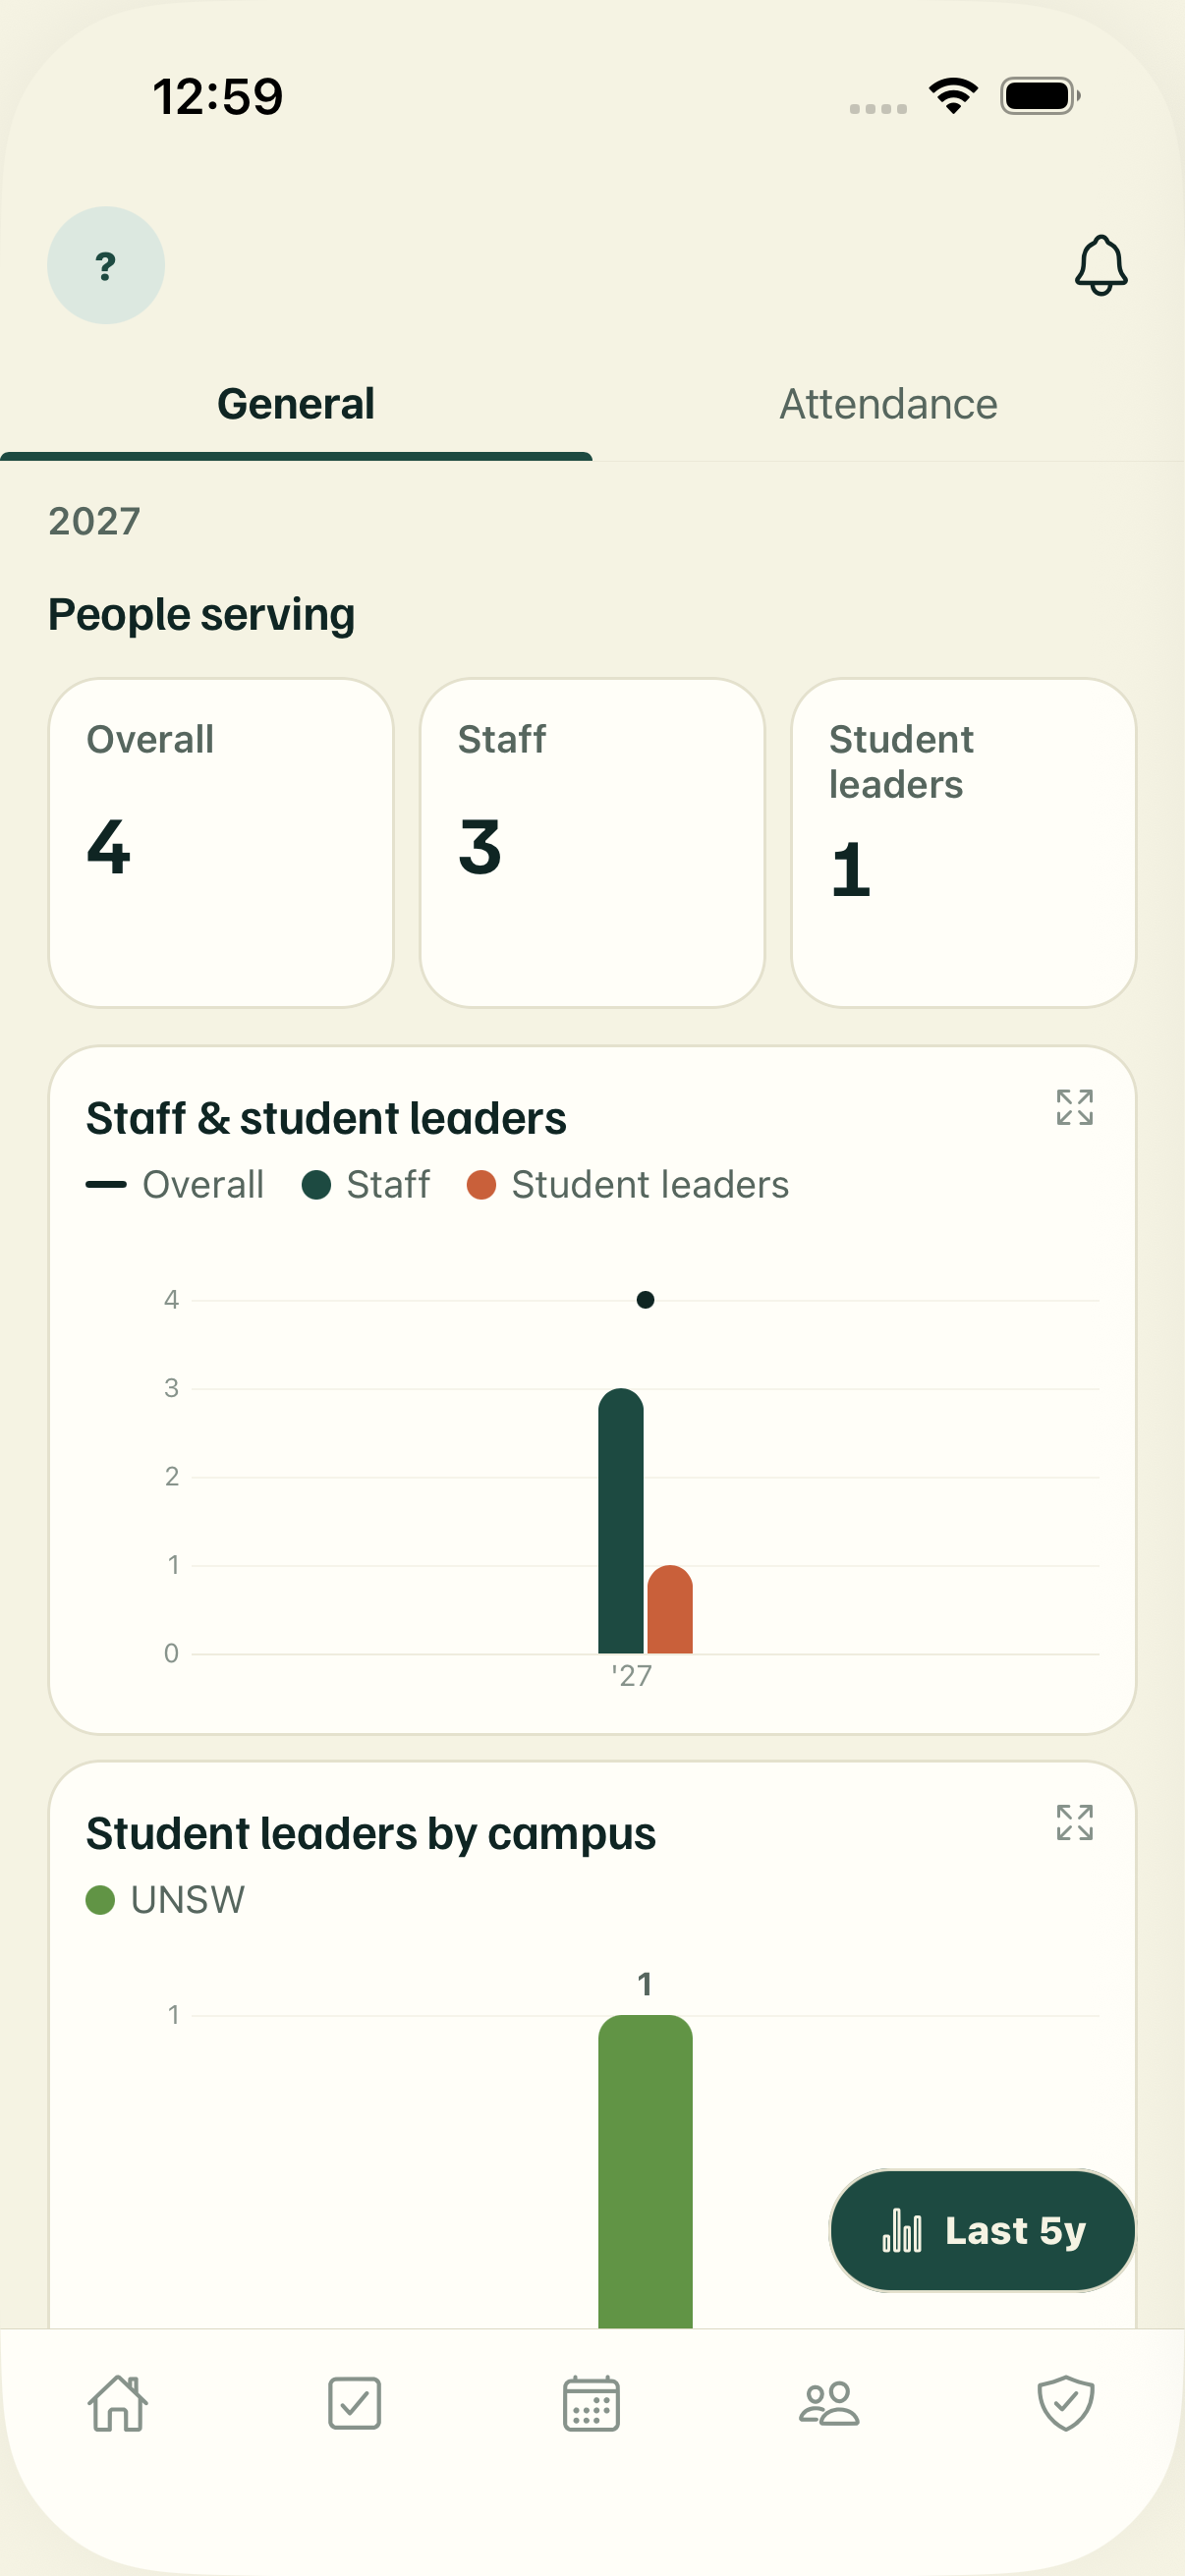 12:59
?
General
Attendance
2027
People serving
Overall
4
Staff
3
Student
leaders
1
Staff & student leaders
Overall
Staff
Student leaders
4
3
2
1
0
'27
Student leaders by campus
UNSW
1
1
Last 5y